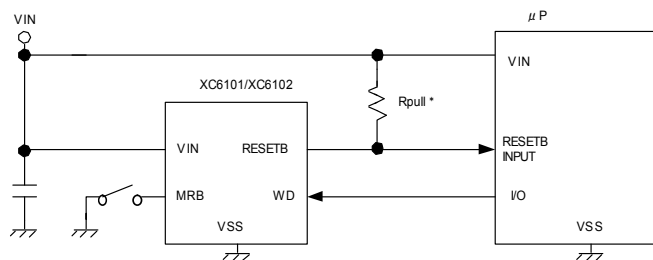 VIN
μP
VIN
XC6101/XC6102
Rpull *
VIN
RESETB
RESETB
INPUT
MRB
WD
I/O
VSS
VSS